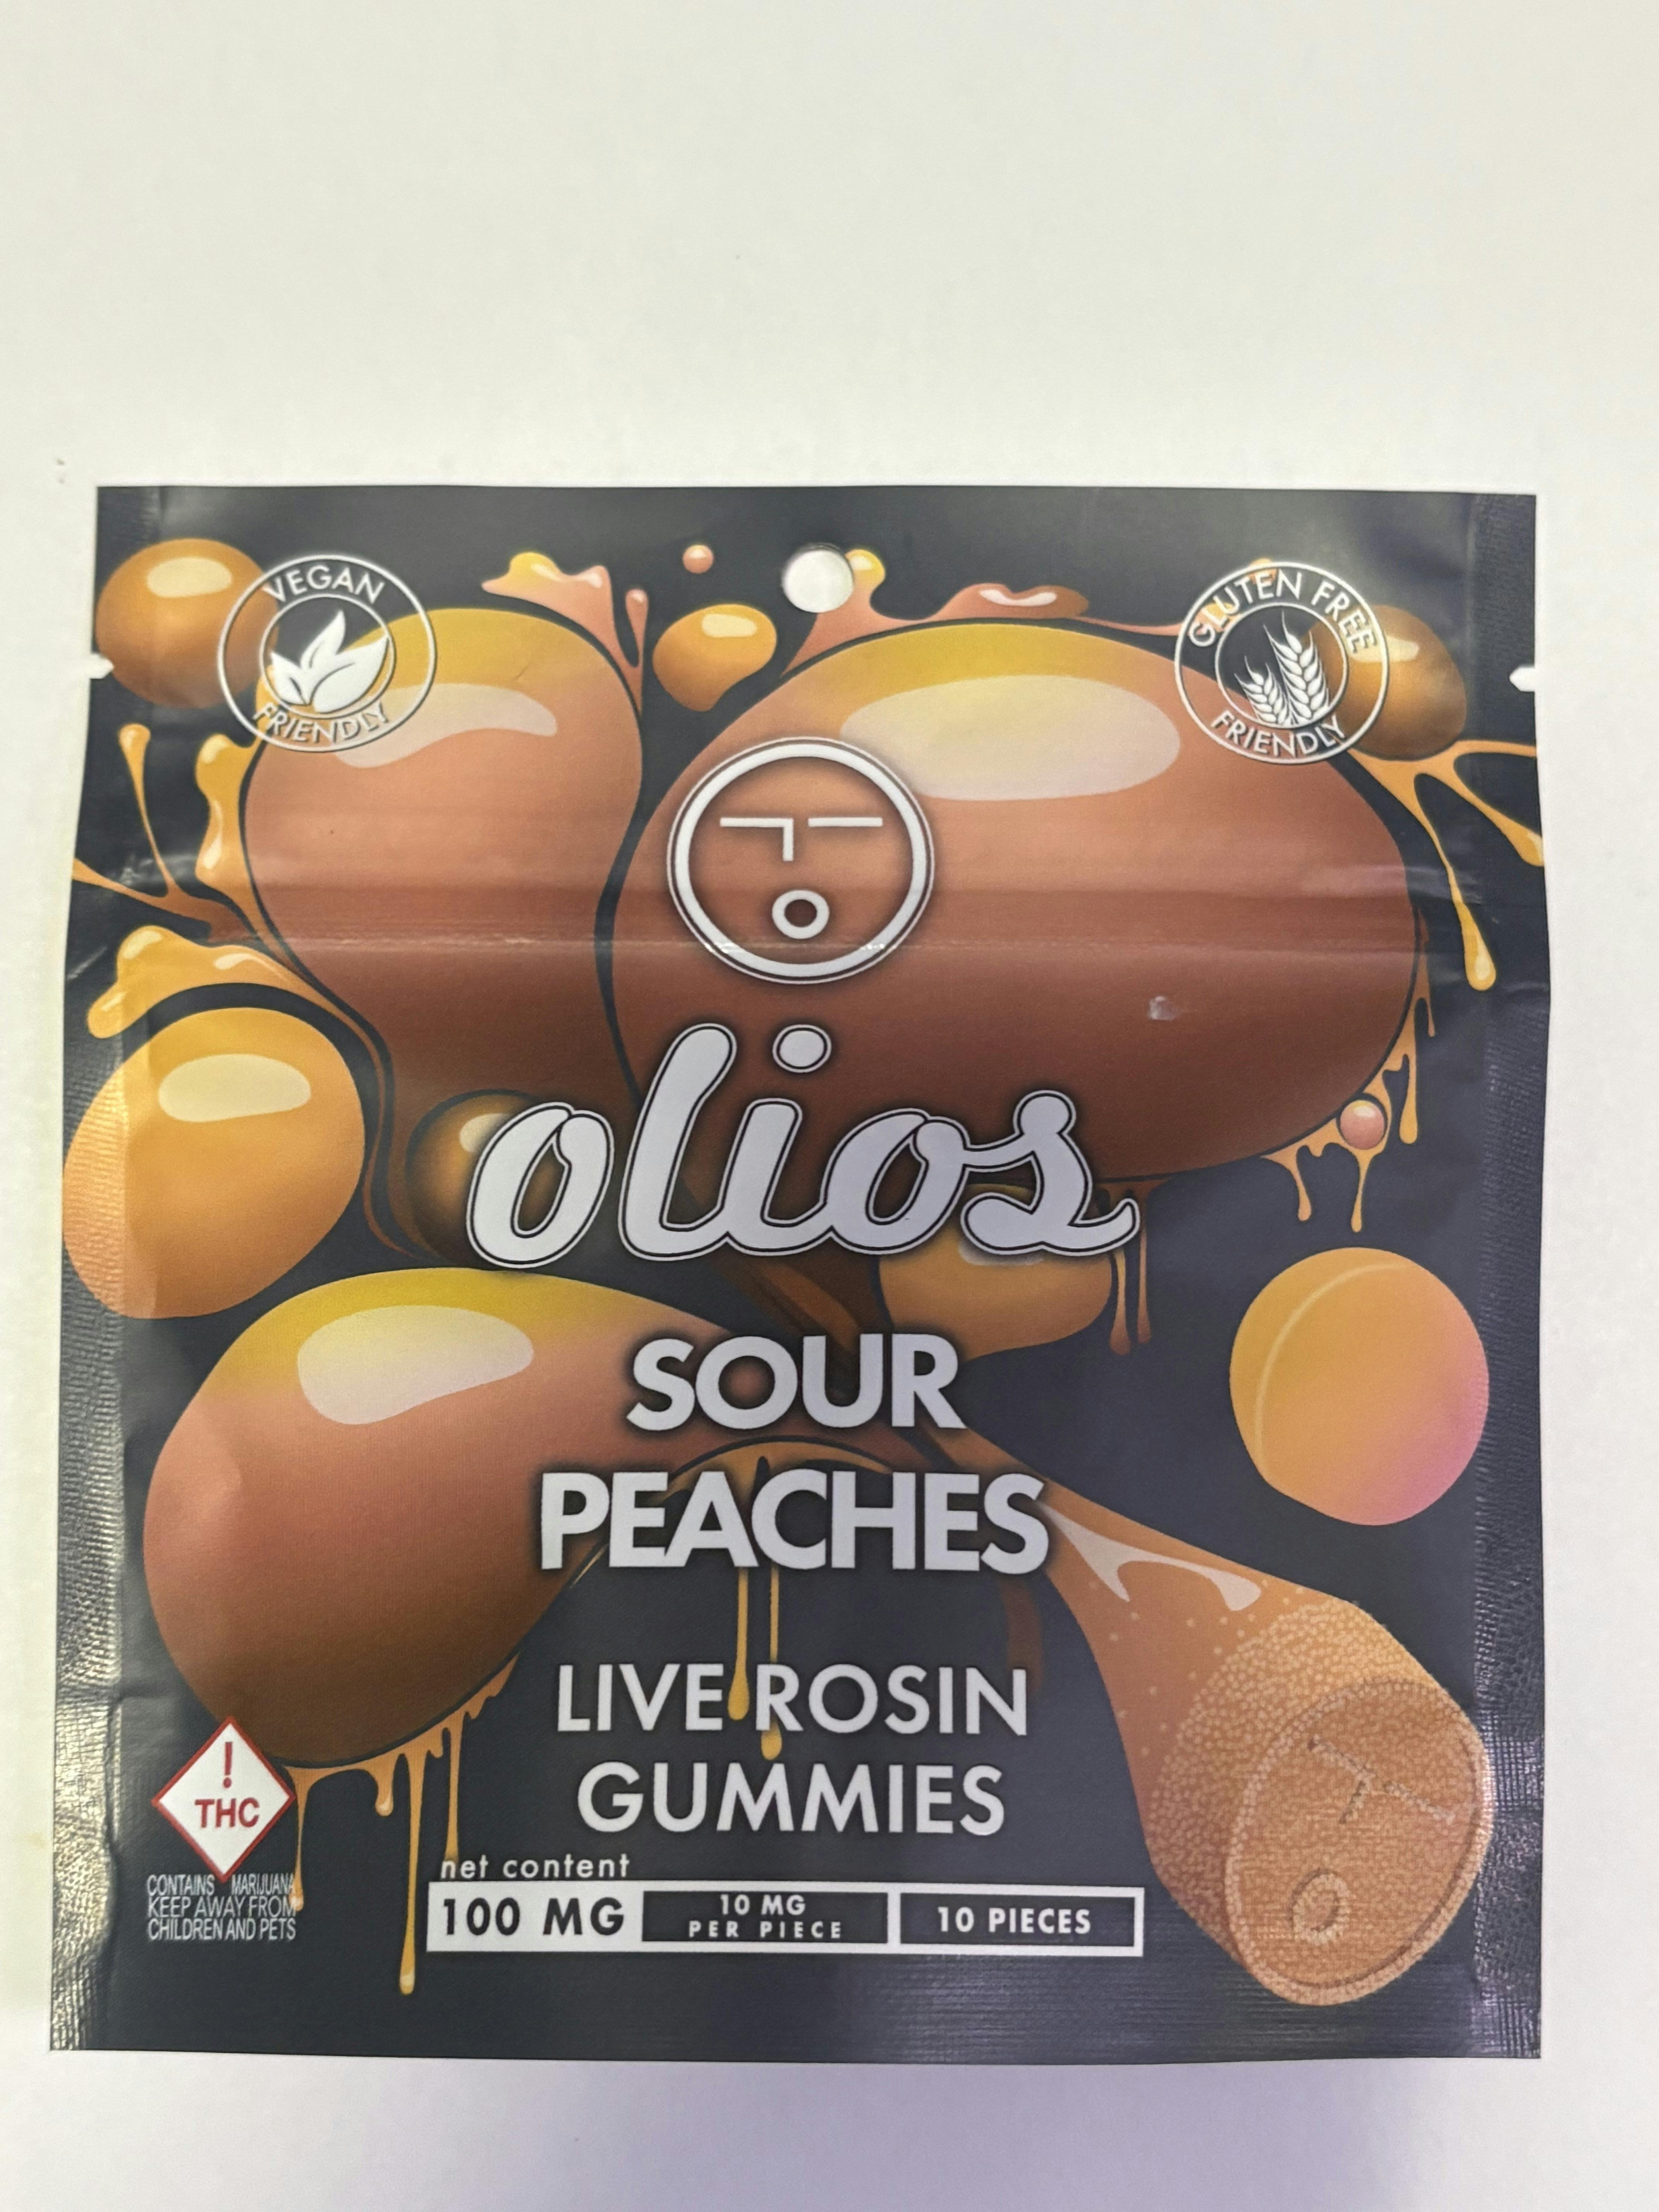 VEGAN
FRIENDLY
GLUTEN FREE
FRIENDLY
olios
SOUR
PEACHES
LIVE ROSIN
GUMMIES
!
THC
CONTAINS MARIJUANA
KEEP AWAY FROM
CHILDREN AND PETS
net content
100 MG
10 MG
PER PIECE
10 PIECES